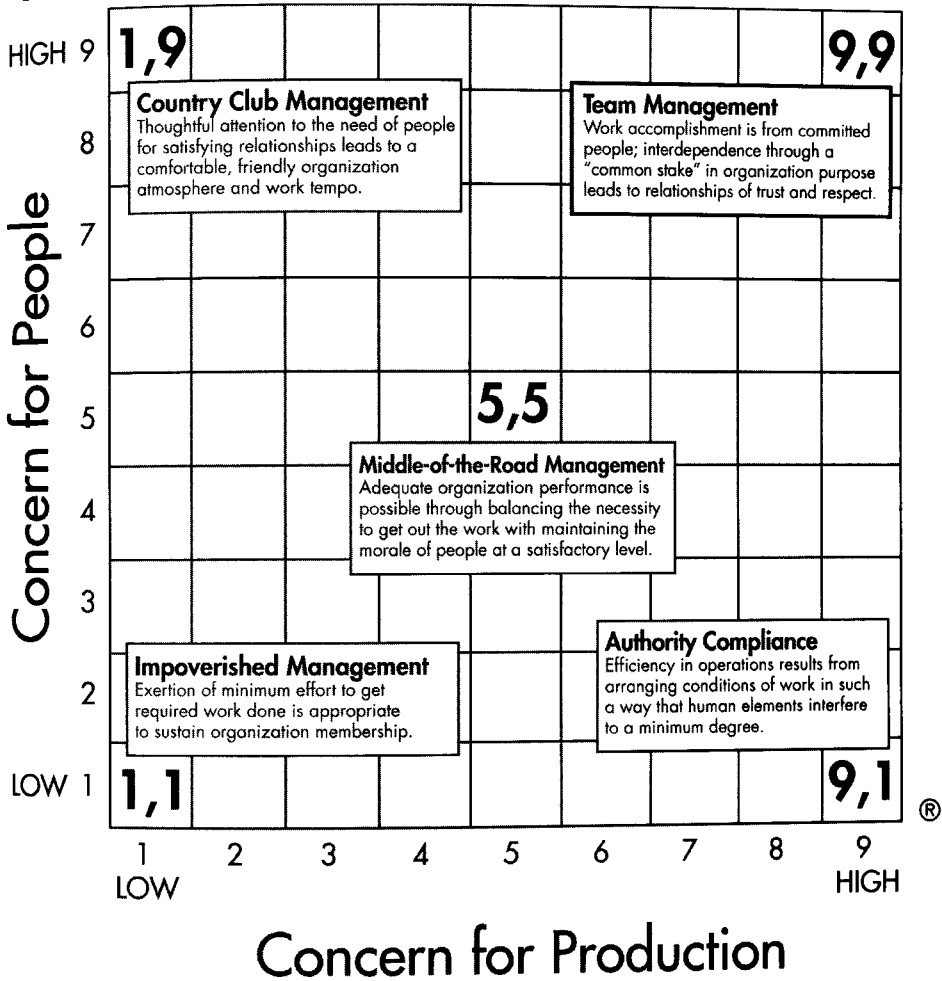 HIGH 9
1,9
9,9
Country Club Management
Thoughtful attention to the need of people
for satisfying relationships leads to a
comfortable, friendly organization
atmosphere and work tempo.
Team Management
Work accomplishment is from committed
people; interdependence through a
"common stake" in organization purpose
leads to relationships of trust and respect.
8
7
6
5
5,5
Middle-of-the-Road Management
Adequate organization performance is
possible through balancing the necessity
to get out the work with maintaining the
morale of people at a satisfactory level.
4
3
Impoverished Management
Exertion of minimum effort to get
required work done is appropriate
to sustain organization membership.
Authority Compliance
Efficiency in operations results from
arranging conditions of work in such
a way that human elements interfere
to a minimum degree.
2
LOW 1
1,1
9,1
®
Concern for People
1 2 3 4 5 6 7 8 9
LOW HIGH
Concern for Production